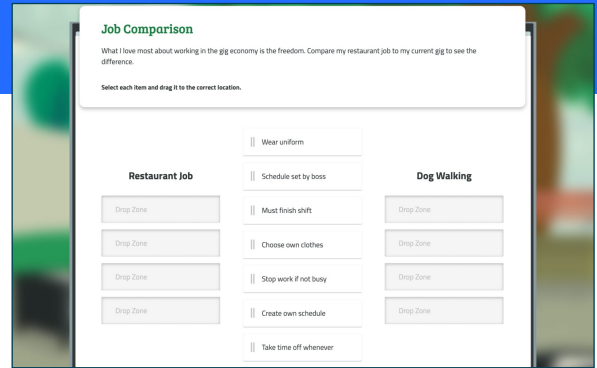 Job Comparison
What I love most about working in the gig economy is the freedom. Compare my restaurant job to my current gig to see the
difference.
Select each item and drag it to the correct location.
Wear uniform
Restaurant Job
Schedule set by boss
Dog Walking
Drop Zone
Must finish shift
Drop Zone
Drop Zone
Choose own clothes
Drop Zone
Drop Zone
Stop work if not busy
Drop Zone
Drop Zone
Create own schedule
Drop Zone
Take time off whenever